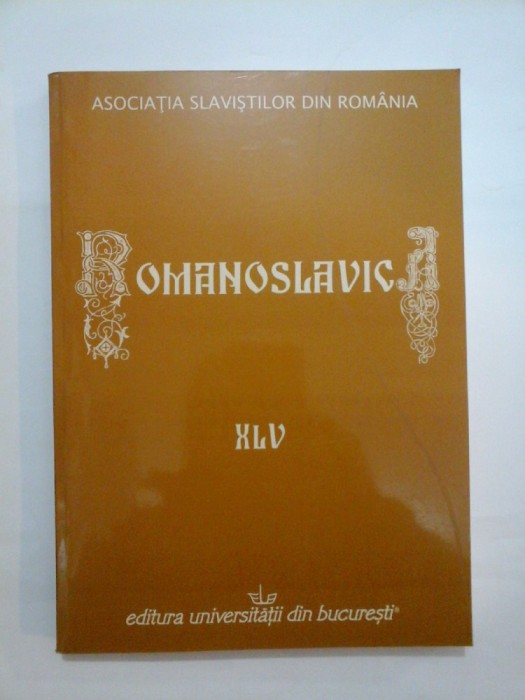 ASOCIAȚIA SLAVIȘTILOR DIN ROMÂNIA
ROMANOSLAVICA
XLV
editura universității din bucurești®